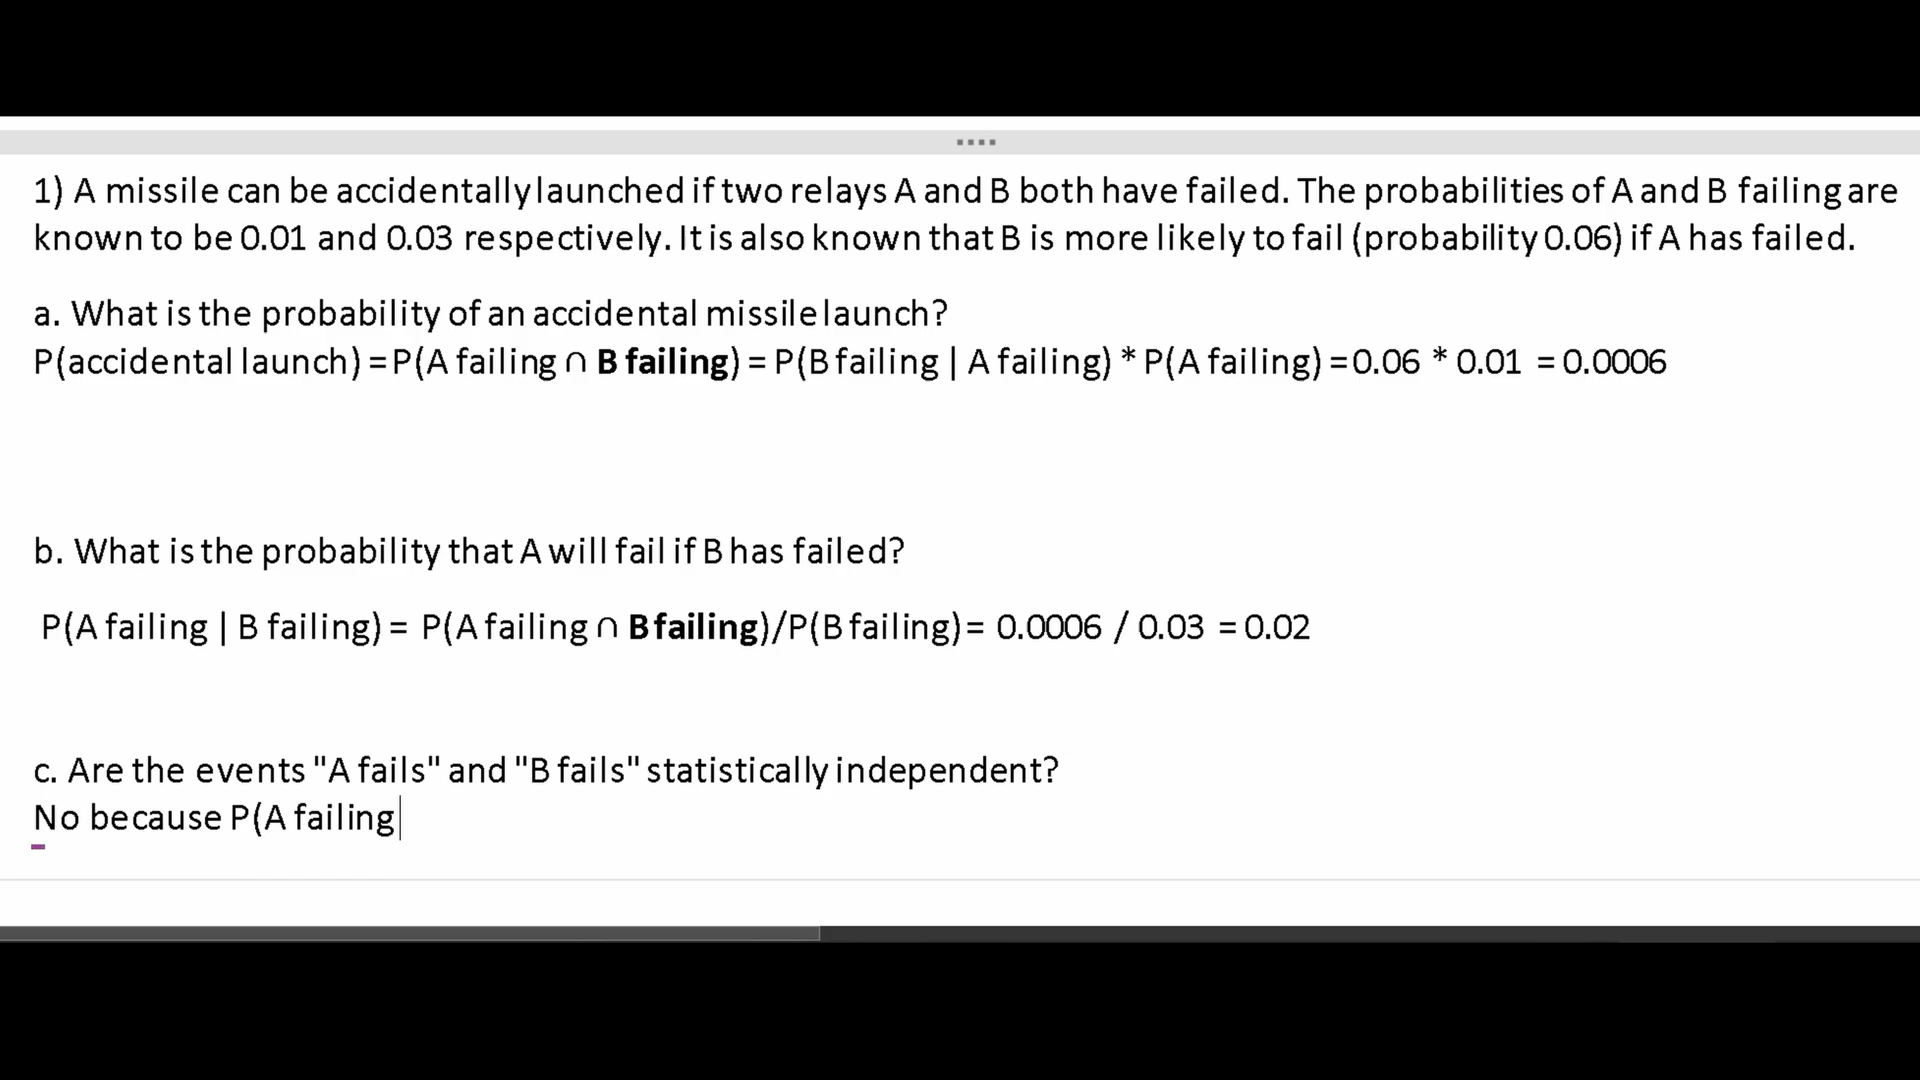 1) A missile can be accidentally launched if two relays A and B both have failed. The probabilities of A and B failing are
known to be 0.01 and 0.03 respectively. It is also known that B is more likely to fail (probability 0.06) if A has failed.
a. What is the probability of an accidental missile launch?
P(accidental launch) = P(A failing ∩ B failing) = P(B failing | A failing) * P(A failing) = 0.06 * 0.01 = 0.0006
b. What is the probability that A will fail if B has failed?
P(A failing | B failing) = P(A failing ∩ B failing)/P(B failing) = 0.0006 / 0.03 = 0.02
c. Are the events "A fails" and "B fails" statistically independent?
No because P(A failing